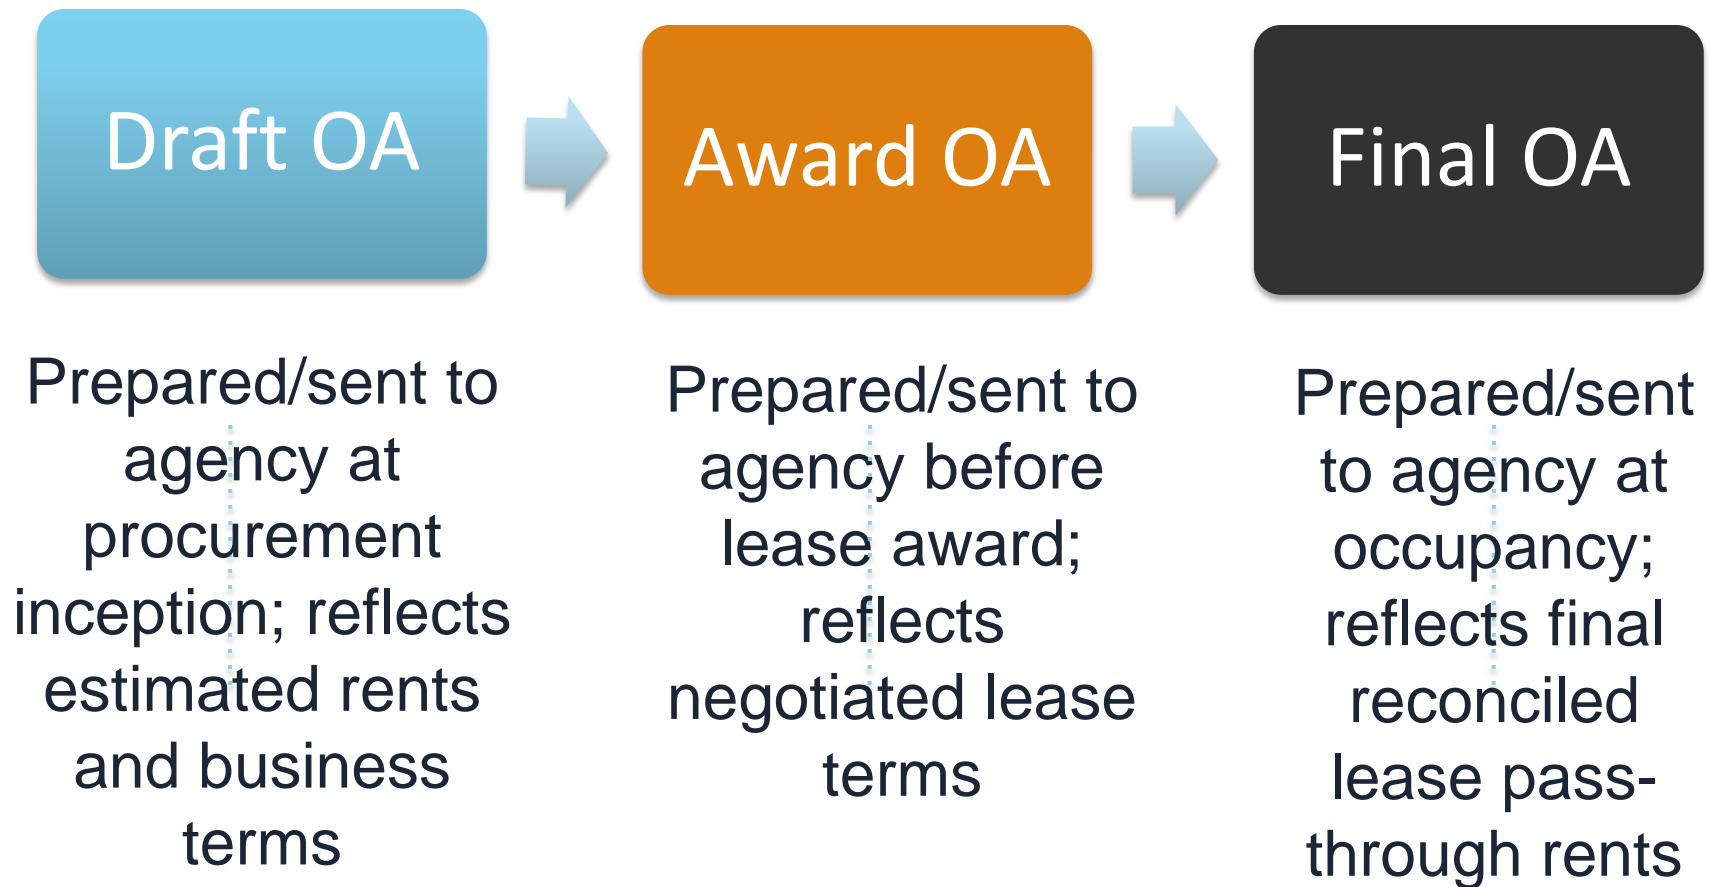 Draft OA
Award OA
Final OA
Prepared/sent to
agency at
procurement
inception; reflects
estimated rents
and business
terms
Prepared/sent to
agency before
lease award;
reflects
negotiated lease
terms
Prepared/sent
to agency at
occupancy;
reflects final
reconciled
lease pass-
through rents